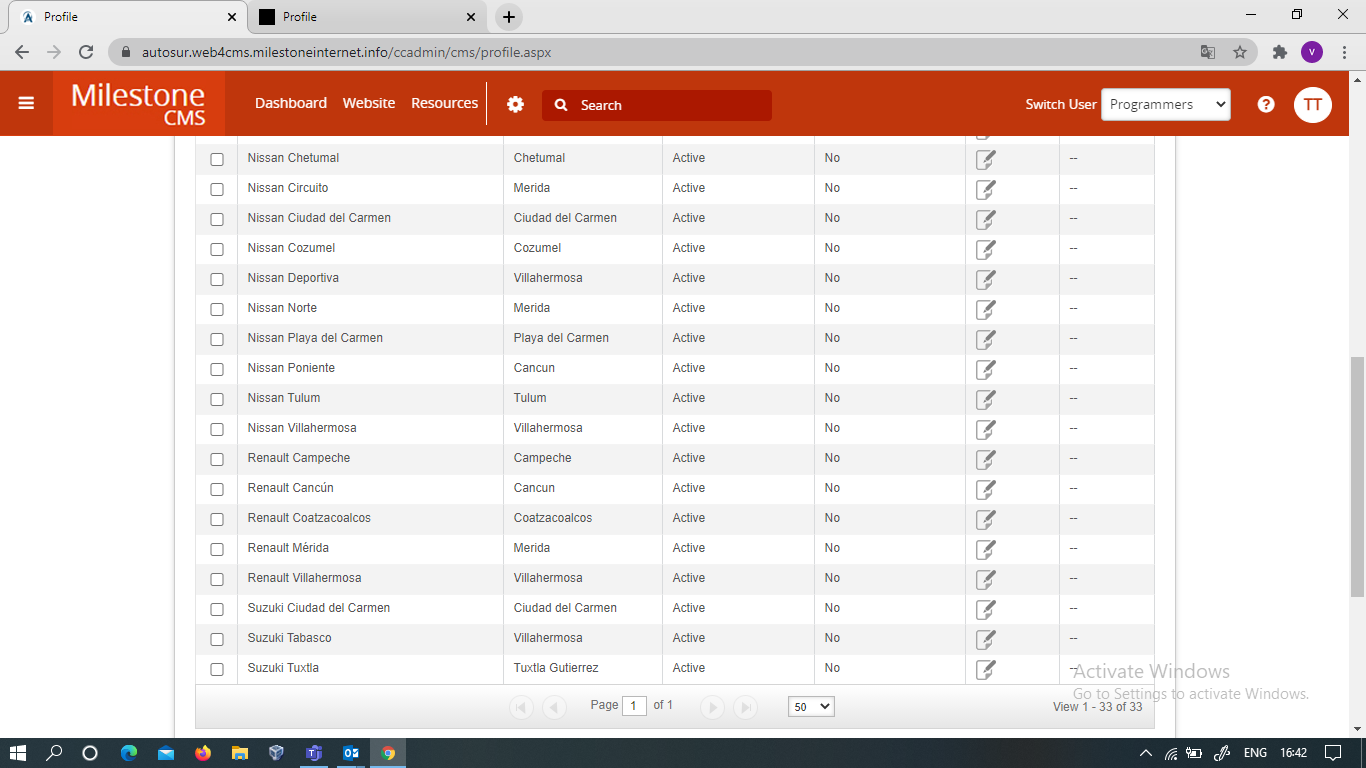 Profile
Profile
autosur.web4cms.milestoneinternet.info/ccadmin/cms/profile.aspx
V
Milestone CMS
Dashboard Website Resources
Search
Switch User Programmers
?
TT
Nissan Chetumal Chetumal Active No --
Nissan Circuito Merida Active No --
Nissan Ciudad del Carmen Ciudad del Carmen Active No --
Nissan Cozumel Cozumel Active No --
Nissan Deportiva Villahermosa Active No --
Nissan Norte Merida Active No --
Nissan Playa del Carmen Playa del Carmen Active No --
Nissan Poniente Cancun Active No --
Nissan Tulum Tulum Active No --
Nissan Villahermosa Villahermosa Active No --
Renault Campeche Campeche Active No --
Renault Cancún Cancun Active No --
Renault Coatzacoalcos Coatzacoalcos Active No --
Renault Mérida Merida Active No --
Renault Villahermosa Villahermosa Active No --
Suzuki Ciudad del Carmen Ciudad del Carmen Active No --
Suzuki Tabasco Villahermosa Active No --
Suzuki Tuxtla Tuxtla Gutierrez Active No --
Activate Windows
Go to Settings to activate Windows.
Page 1 of 1
50
View 1 - 33 of 33
ENG 16:42